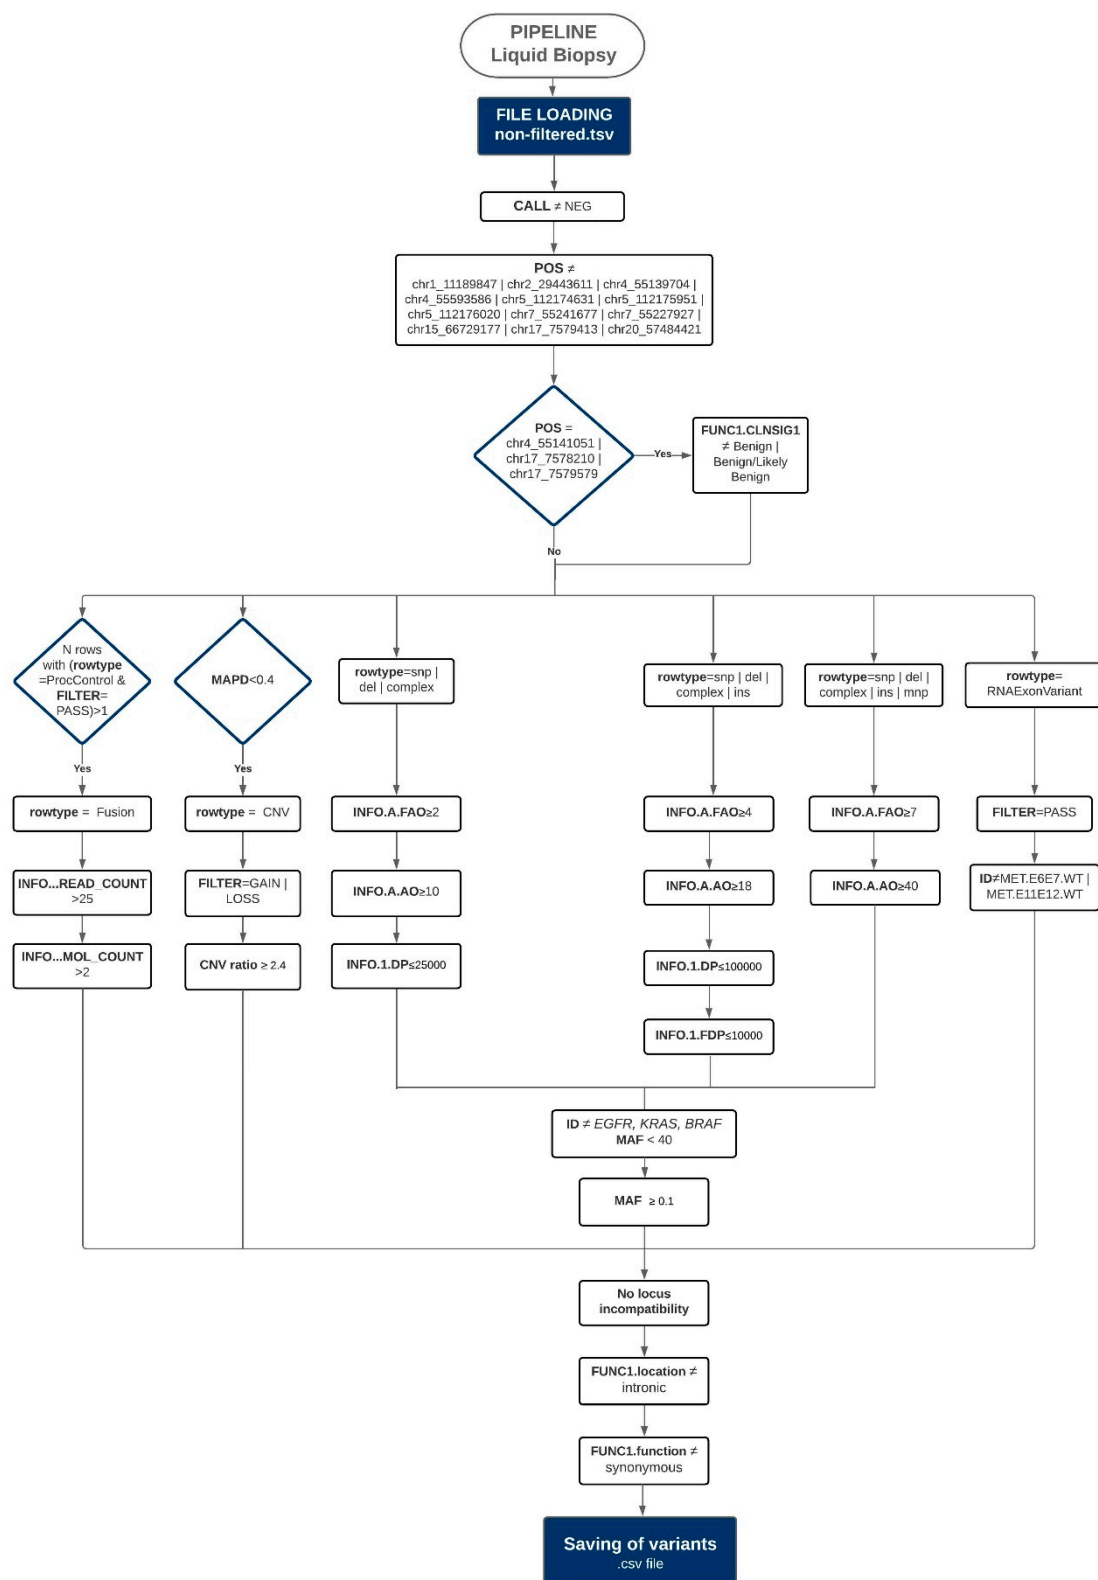 PIPELINE
Liquid Biopsy
FILE LOADING
non-filtered.tsv
CALL ≠ NEG
POS ≠
chr1_11189847 | chr2_29443611 | chr4_55139704 |
chr4_55593586 | chr5_112174631 | chr5_112175951 |
chr5_112176020 | chr7_55241677 | chr7_55227927 |
chr15_66729177 | chr17_7579413 | chr20_57484421
POS =
chr4_55141051 |
chr17_7578210 |
chr17_7579579
Yes
FUNC1.CLNSIG1
≠ Benign |
Benign/Likely
Benign
No
N rows
with (rowtype
=ProcControl &
FILTER=
PASS)>1
Yes
rowtype = Fusion
INFO...READ_COUNT
>25
INFO...MOL_COUNT
>2
MAPD<0.4
Yes
rowtype = CNV
FILTER=GAIN |
LOSS
CNV ratio ≥ 2.4
rowtype=snp |
del | complex
INFO.A.FAO≥2
INFO.A.AO≥10
INFO.1.DP≤25000
rowtype=snp | del |
complex | ins
INFO.A.FAO≥4
INFO.A.AO≥18
INFO.1.DP≤100000
INFO.1.FDP≤10000
rowtype=snp | del |
complex | ins | mnp
INFO.A.FAO≥7
INFO.A.AO≥40
rowtype=
RNAExonVariant
FILTER=PASS
ID≠MET.E6E7.WT |
MET.E11E12.WT
ID ≠ EGFR, KRAS, BRAF
MAF < 40
MAF ≥ 0.1
No locus
incompatibility
FUNC1.location ≠
intronic
FUNC1.function ≠
synonymous
Saving of variants
.csv file